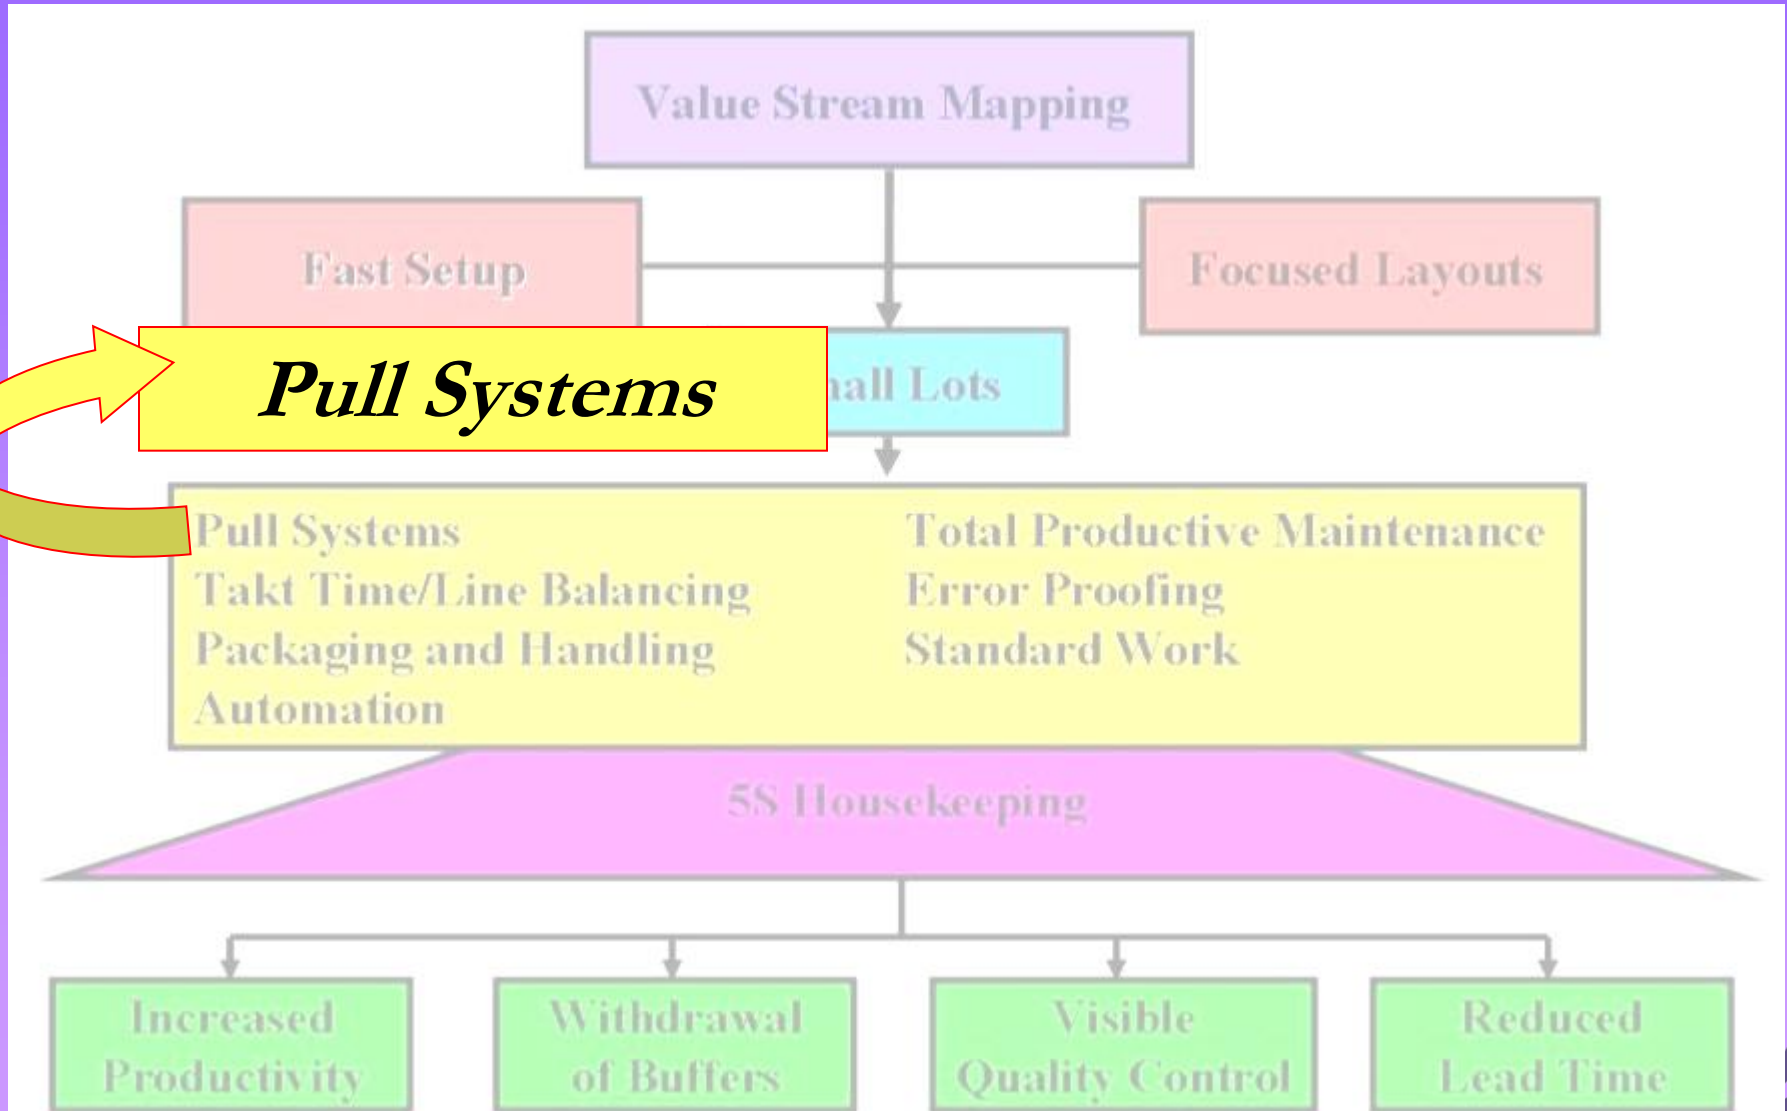 Value Stream Mapping
Fast Setup
Focused Layouts
Pull Systems
Lots
Pull Systems
Takt Time/Line Balancing
Packaging and Handling
Automation
Total Productive Maintenance
Error Proofing
Standard Work
5S Housekeeping
Increased
Productivity
Withdrawal
of Buffers
Visible
Quality Control
Reduced
Lead Time